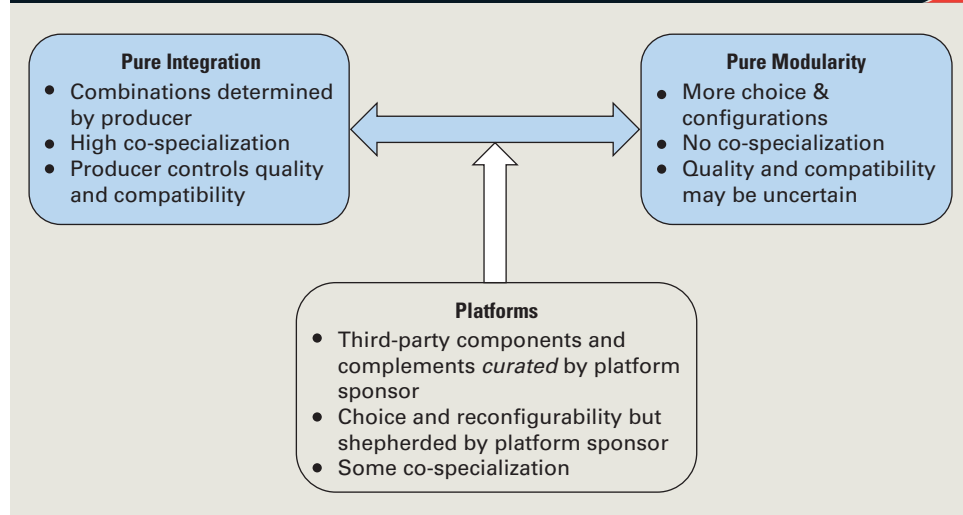 Pure Integration
• Combinations determined
by producer
• High co-specialization
• Producer controls quality
and compatibility
Pure Modularity
• More choice &
configurations
• No co-specialization
• Quality and compatibility
may be uncertain
Platforms
• Third-party components and
complements curated by platform
sponsor
• Choice and reconfigurability but
shepherded by platform sponsor
• Some co-specialization